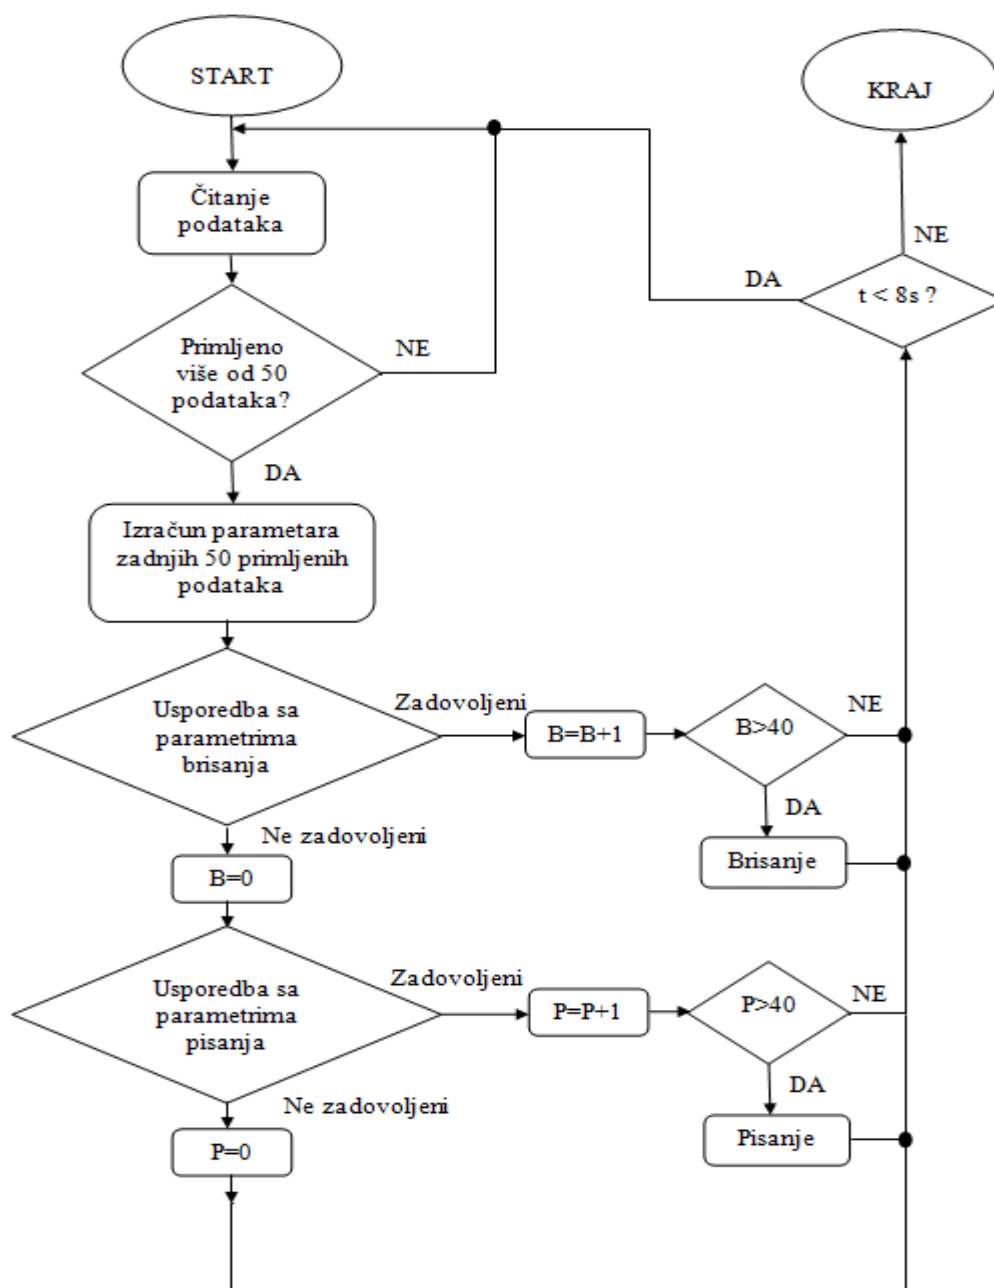 START
KRAJ
Čitanje
podataka
NE
DA
t < 8s ?
Primljeno
više od 50
podataka?
NE
DA
Izračun parametara
zadnjih 50 primljenih
podataka
Usporedba sa
parametrima
brisanja
Zadovoljeni
B=B+1
B>40
NE
DA
Brisanje
Ne zadovoljeni
B=0
Usporedba sa
parametrima
pisanja
Zadovoljeni
P=P+1
P>40
NE
DA
Pisanje
Ne zadovoljeni
P=0